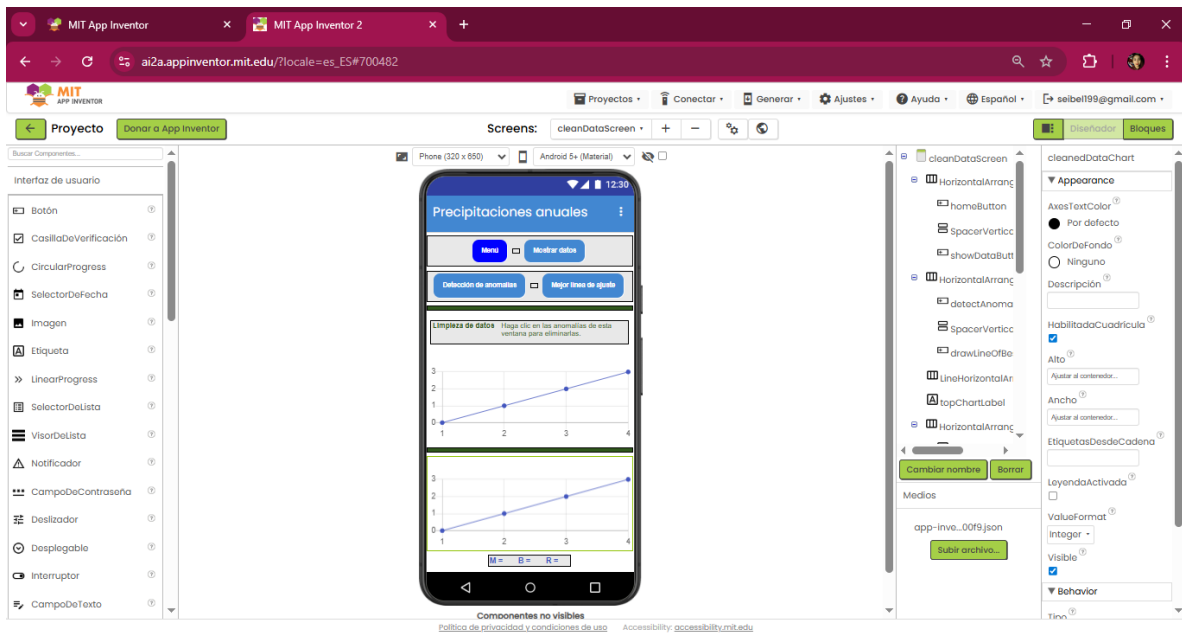 MIT App Inventor
MIT App Inventor 2
ai2a.appinventor.mit.edu/?locale=es_ES#700482
MIT
APP INVENTOR
Proyectos
Conectar
Generar
Ajustes
Ayuda
Español
seibel199@gmail.com
Proyecto
Donar a App Inventor
Screens:
cleanDataScreen
Diseñador
Bloques
Buscar Componentes...
Interfaz de usuario
Botón
CasillaDeVerificación
CircularProgress
SelectorDeFecha
Imagen
Etiqueta
LinearProgress
SelectorDeLista
VisorDeLista
Notificador
CampoDeContraseña
Deslizador
Desplegable
Interruptor
CampoDeTexto
Phone (320 x 650)
Android 5+ (Material)
12:30
Precipitaciones anuales
Menú
Mostrar datos
Detección de anomalías
Mejor línea de ajuste
Limpieza de datos
Haga clic en las anomalías de esta
ventana para eliminarlas.
3
2
1
0
1 2 3 4
3
2
1
0
1 2 3 4
M = B = R =
Componentes no visibles
cleanDataScreen
HorizontalArrang
homeButton
SpacerVertic
showDataButt
HorizontalArrang
detectAnoma
SpacerVertic
drawLineOfBe
LineHorizontalAr
topChartLabel
HorizontalArrang
Cambiar nombre
Borrar
Medios
app-inve...00f9.json
Subir archivo...
cleanedDataChart
Appearance
AxesTextColor
Por defecto
ColorDeFondo
Ninguno
Descripción
HabilitadaCuadrícula
Alto
Ajustar al contenedor...
Ancho
Ajustar al contenedor...
EtiquetasDesdeCadena
LeyendaActivada
ValueFormat
Integer
Visible
Behavior
Tipo
Política de privacidad y condiciones de uso
Accessibility: accessibility.mit.edu